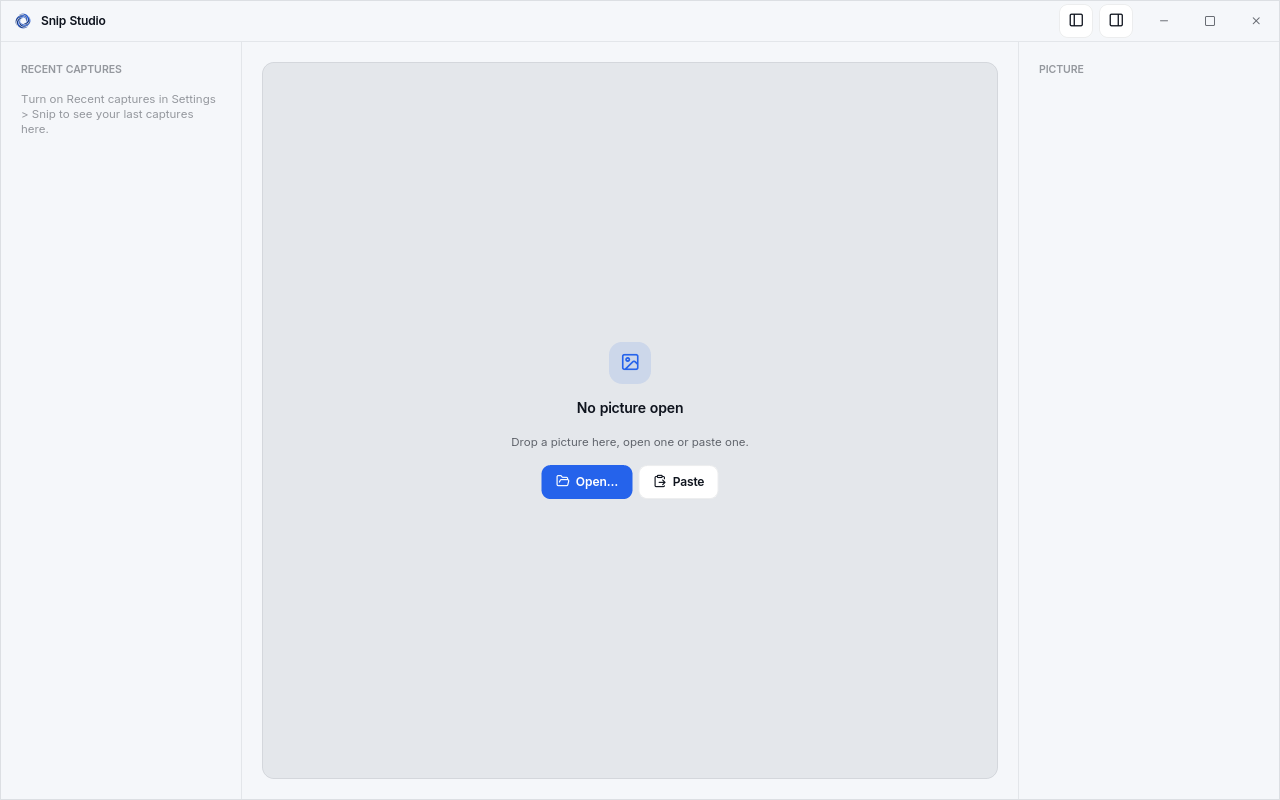 Snip Studio
RECENT CAPTURES
Turn on Recent captures in Settings
> Snip to see your last captures
here.
No picture open
Drop a picture here, open one or paste one.
Open...
Paste
PICTURE